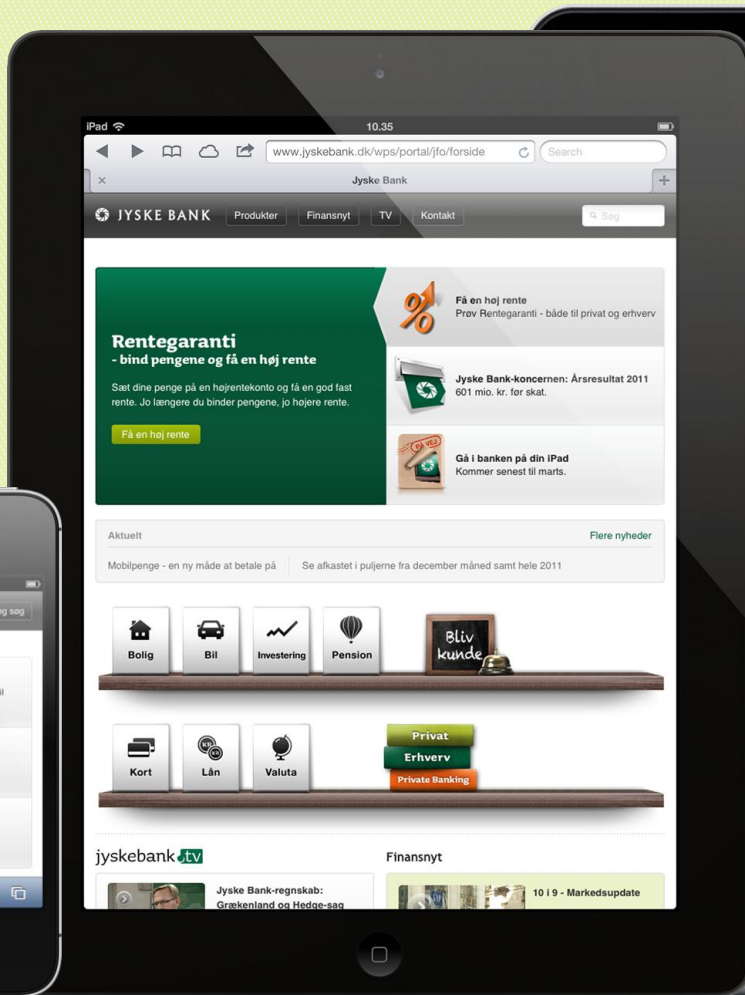 iPad
10.35
www.jyskebank.dk/wps/portal/jfo/forside
Search
Jyske Bank
JYSKE BANK
Produkter
Finansnyt
TV
Kontakt
Søg
Rentegaranti
- bind pengene og få en høj rente
Sæt dine penge på en højrentekonto og få en god fast
rente. Jo længere du binder pengene, jo højere rente.
Få en høj rente
Få en høj rente
Prøv Rentegaranti - både til privat og erhverv
Jyske Bank-koncernen: Årsresultat 2011
601 mio. kr. før skat.
PÅ VEJ
Gå i banken på din iPad
Kommer senest til marts.
Aktuelt
Flere nyheder
Mobilpenge - en ny måde at betale på
Se afkastet i puljerne fra december måned samt hele 2011
Bolig
Bil
Investering
Pension
Bliv
kunde
KR
KR
Kort
Lån
Valuta
Privat
Erhverv
Private Banking
jyskebank.tv
Finansnyt
Jyske Bank-regnskab:
Grækenland og Hedge-sag
10 i 9 - Markedsupdate
søg